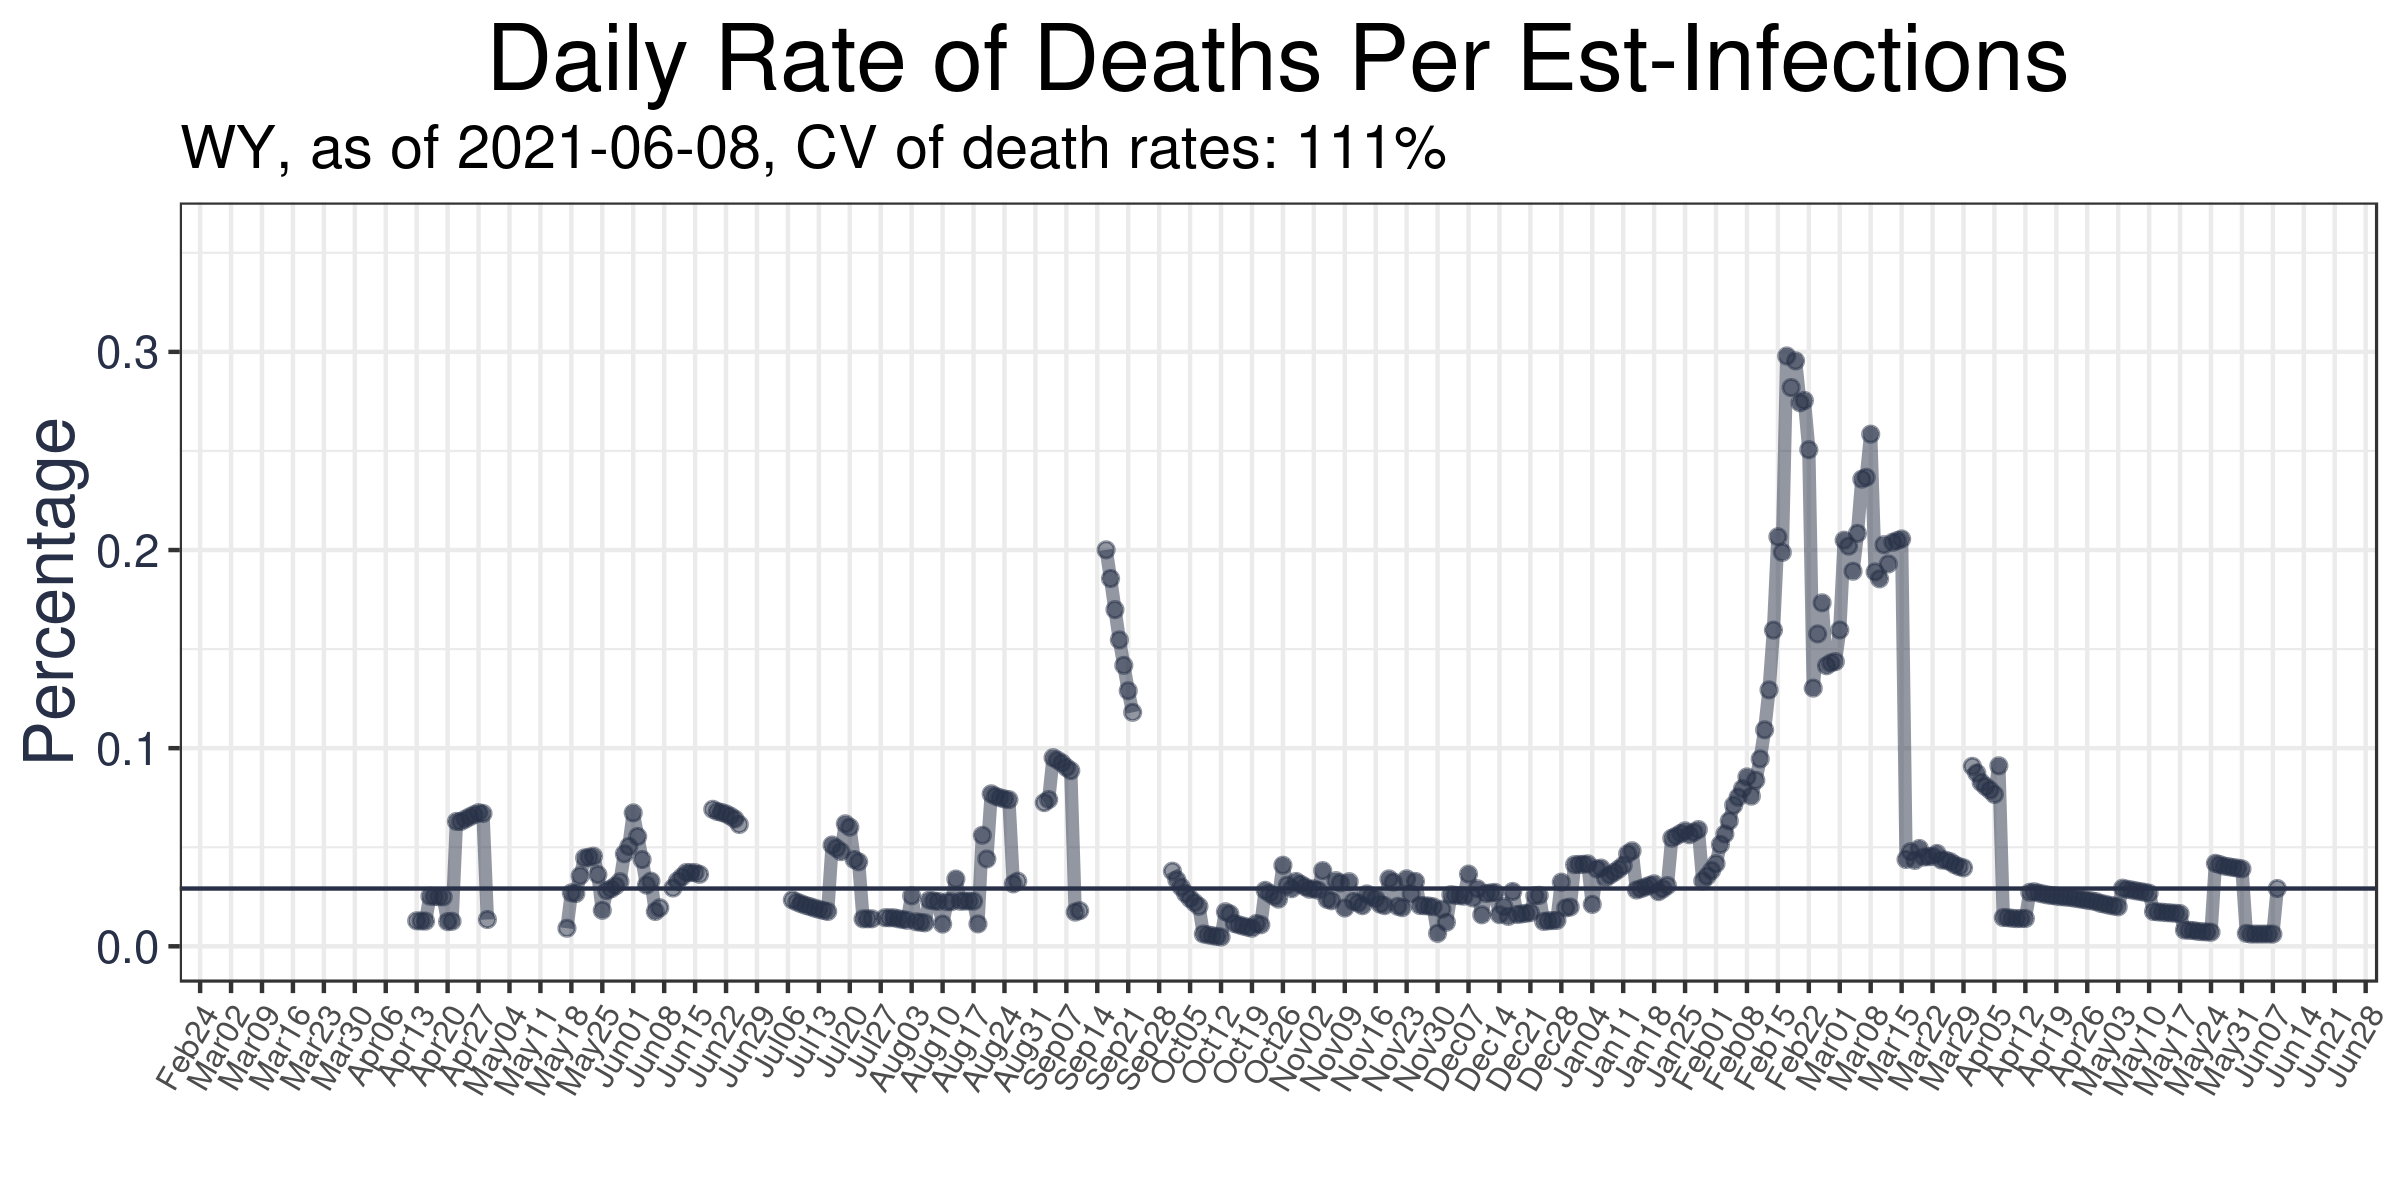 Daily Rate of Deaths Per Est-Infections
WY, as of 2021-06-08, CV of death rates: 111%
Percentage
0.3
0.2
0.1
0.0
Feb24
Mar02
Mar09
Mar16
Mar23
Mar30
Apr06
Apr13
Apr20
Apr27
May04
May11
May18
May25
Jun01
Jun08
Jun15
Jun22
Jun29
Jul06
Jul13
Jul20
Jul27
Aug03
Aug10
Aug17
Aug24
Aug31
Sep07
Sep14
Sep21
Sep28
Oct05
Oct12
Oct19
Oct26
Nov02
Nov09
Nov16
Nov23
Nov30
Dec07
Dec14
Dec21
Dec28
Jan04
Jan11
Jan18
Jan25
Feb01
Feb08
Feb15
Feb22
Mar01
Mar08
Mar15
Mar22
Mar29
Apr05
Apr12
Apr19
Apr26
May03
May10
May17
May24
May31
Jun07
Jun14
Jun21
Jun28